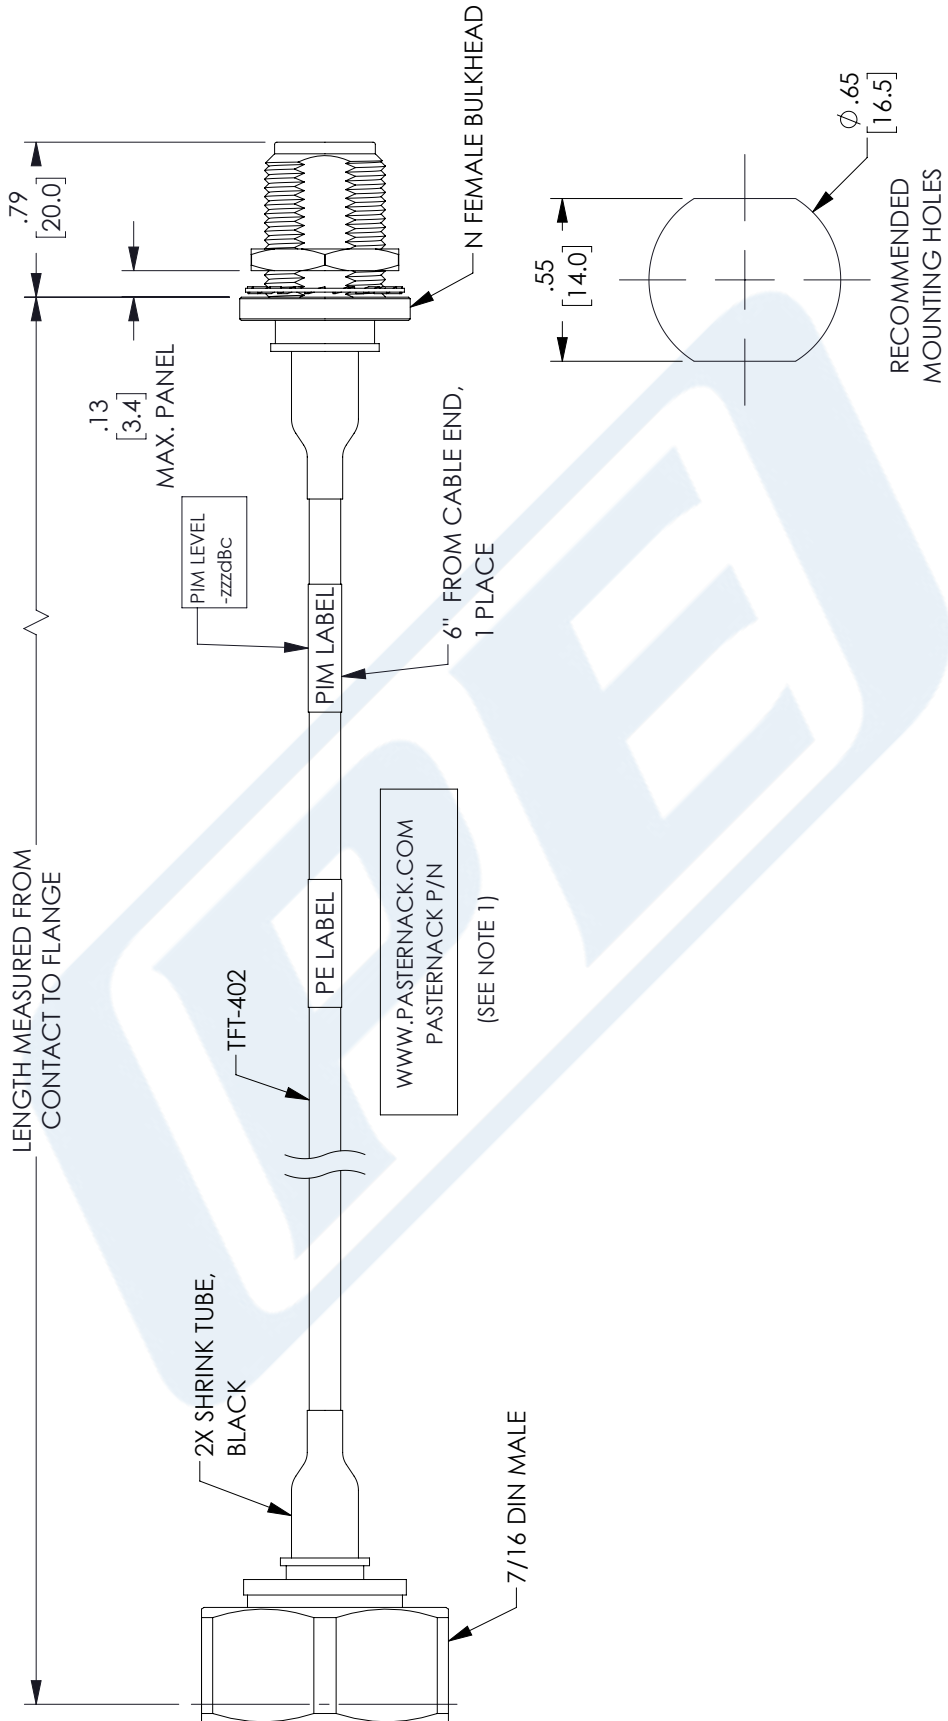 LENGTH MEASURED FROM
CONTACT TO FLANGE
.79
[20.0]
.13
[3.4]
MAX. PANEL
PIM LEVEL
-zzzdBc
2X SHRINK TUBE,
BLACK
TFT-402
PE LABEL
PIM LABEL
7/16 DIN MALE
WWW.PASTERNACK.COM
PASTERNACK P/N
(SEE NOTE 1)
6" FROM CABLE END,
1 PLACE
N FEMALE BULKHEAD
.55
[14.0]
∅.65
[16.5]
RECOMMENDED
MOUNTING HOLES
PE